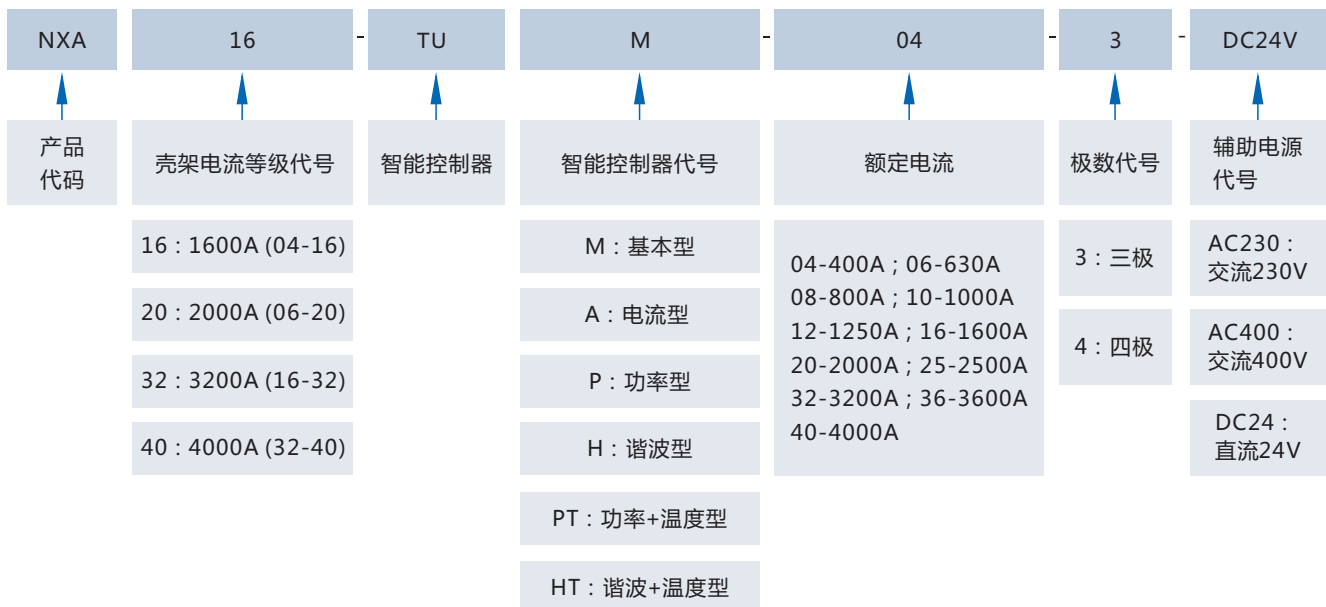 NXA 16 - TU M - 04 - 3 - DC24V
产品
代码
壳架电流等级代号
智能控制器
智能控制器代号
额定电流
极数代号
辅助电源
代号
16：1600A (04-16)
20：2000A (06-20)
32：3200A (16-32)
40：4000A (32-40)
M：基本型
A：电流型
P：功率型
H：谐波型
PT：功率+温度型
HT：谐波+温度型
04-400A；06-630A
08-800A；10-1000A
12-1250A；16-1600A
20-2000A；25-2500A
32-3200A；36-3600A
40-4000A
3：三极
4：四极
AC230：
交流230V
AC400：
交流400V
DC24：
直流24V